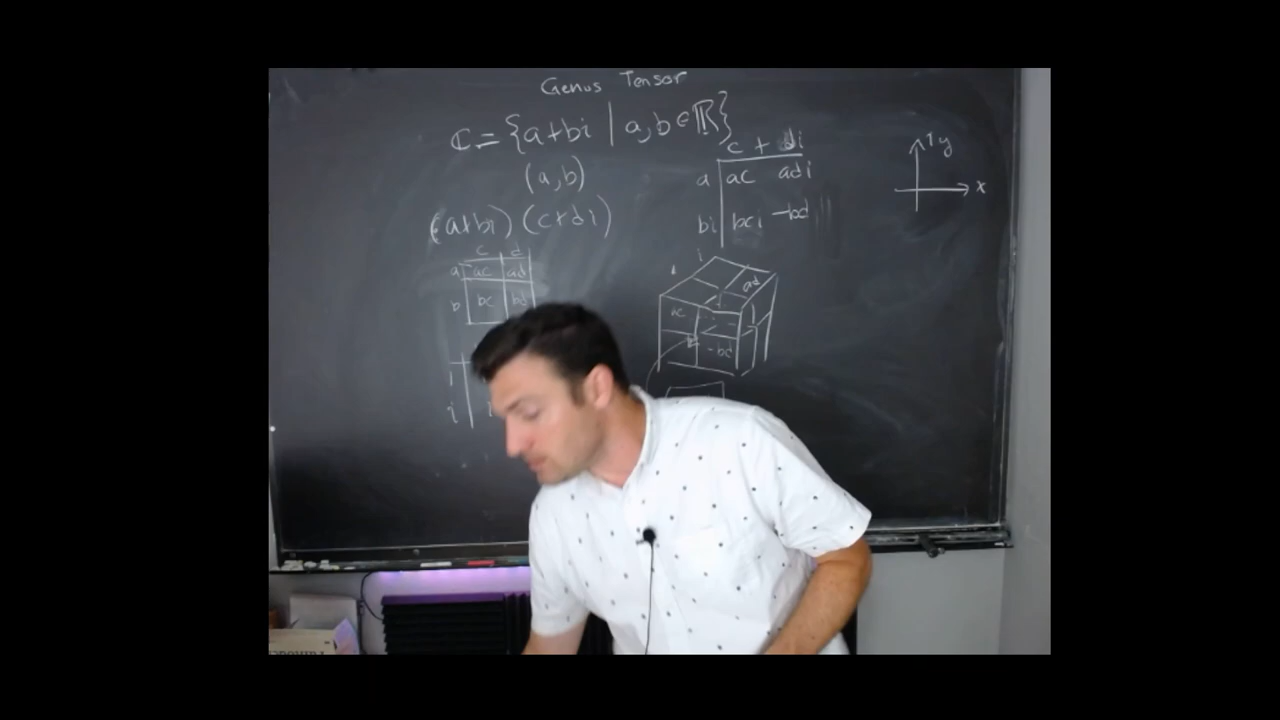 Genus Tensor
ℂ = {a+bi | a,b ∈ ℝ}
(a,b)
(a+bi)(c+di)
c + di
a ac adi
bi bci -bd
y
x
c d
a ac ad
b bc bd
ad
ac
-bd
i
i